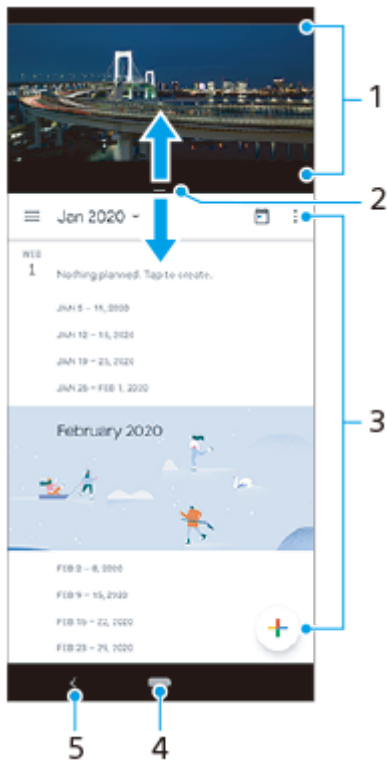 1
2
Jan 2020
WED
1
Nothing planned. Tap to create.
JAN 5 – 11, 2020
JAN 12 – 18, 2020
JAN 19 – 25, 2020
JAN 26 – FEB 1, 2020
3
February 2020
FEB 2 – 8, 2020
FEB 9 – 15, 2020
FEB 16 – 22, 2020
FEB 23 – 29, 2020
5
4